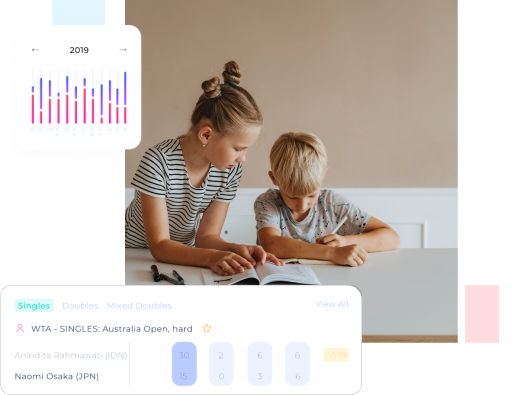 ← 2019 →
Singles Doubles Mixed Doubles View All
WTA - SINGLES: Australia Open, hard
Anindita Rahmawati (IDN) 30 2 6 6
Naomi Osaka (JPN) 15 0 3 6